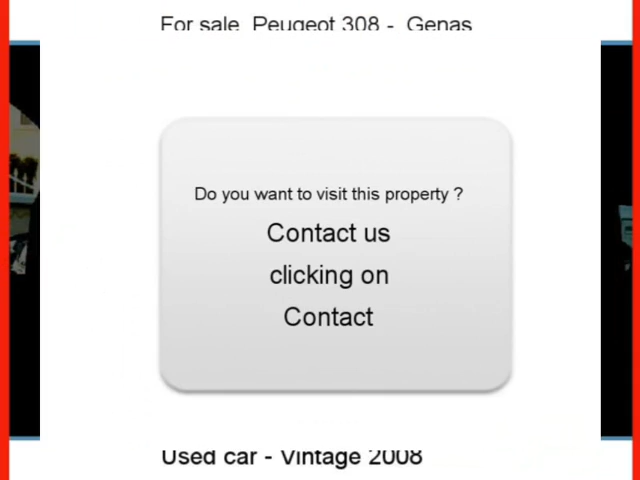 For sale Peugeot 308 - Genas
Do you want to visit this property ?
Contact us
clicking on
Contact
Used car - Vintage 2008